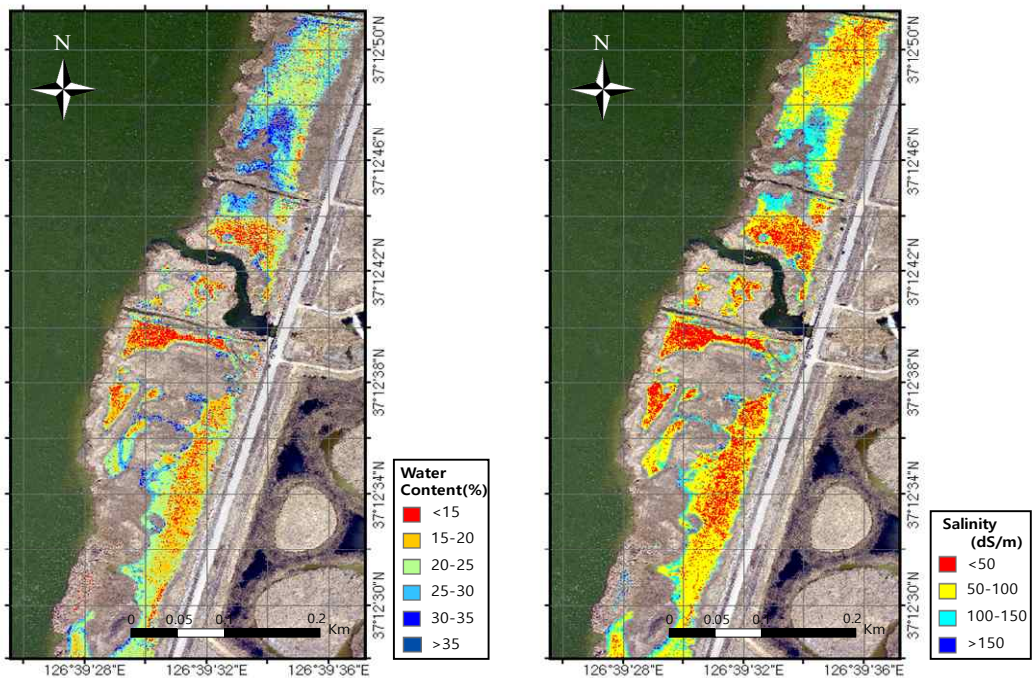 N
37°12'50"N
37°12'46"N
37°12'42"N
37°12'38"N
37°12'34"N
37°12'30"N
Water
Content(%)
<15
15-20
20-25
25-30
30-35
>35
0 0.05 0.1 0.2
Km
126°39'28"E 126°39'32"E 126°39'36"E
N
37°12'50"N
37°12'46"N
37°12'42"N
37°12'38"N
37°12'34"N
37°12'30"N
Salinity
(dS/m)
<50
50-100
100-150
>150
0 0.05 0.1 0.2
Km
126°39'28"E 126°39'32"E 126°39'36"E